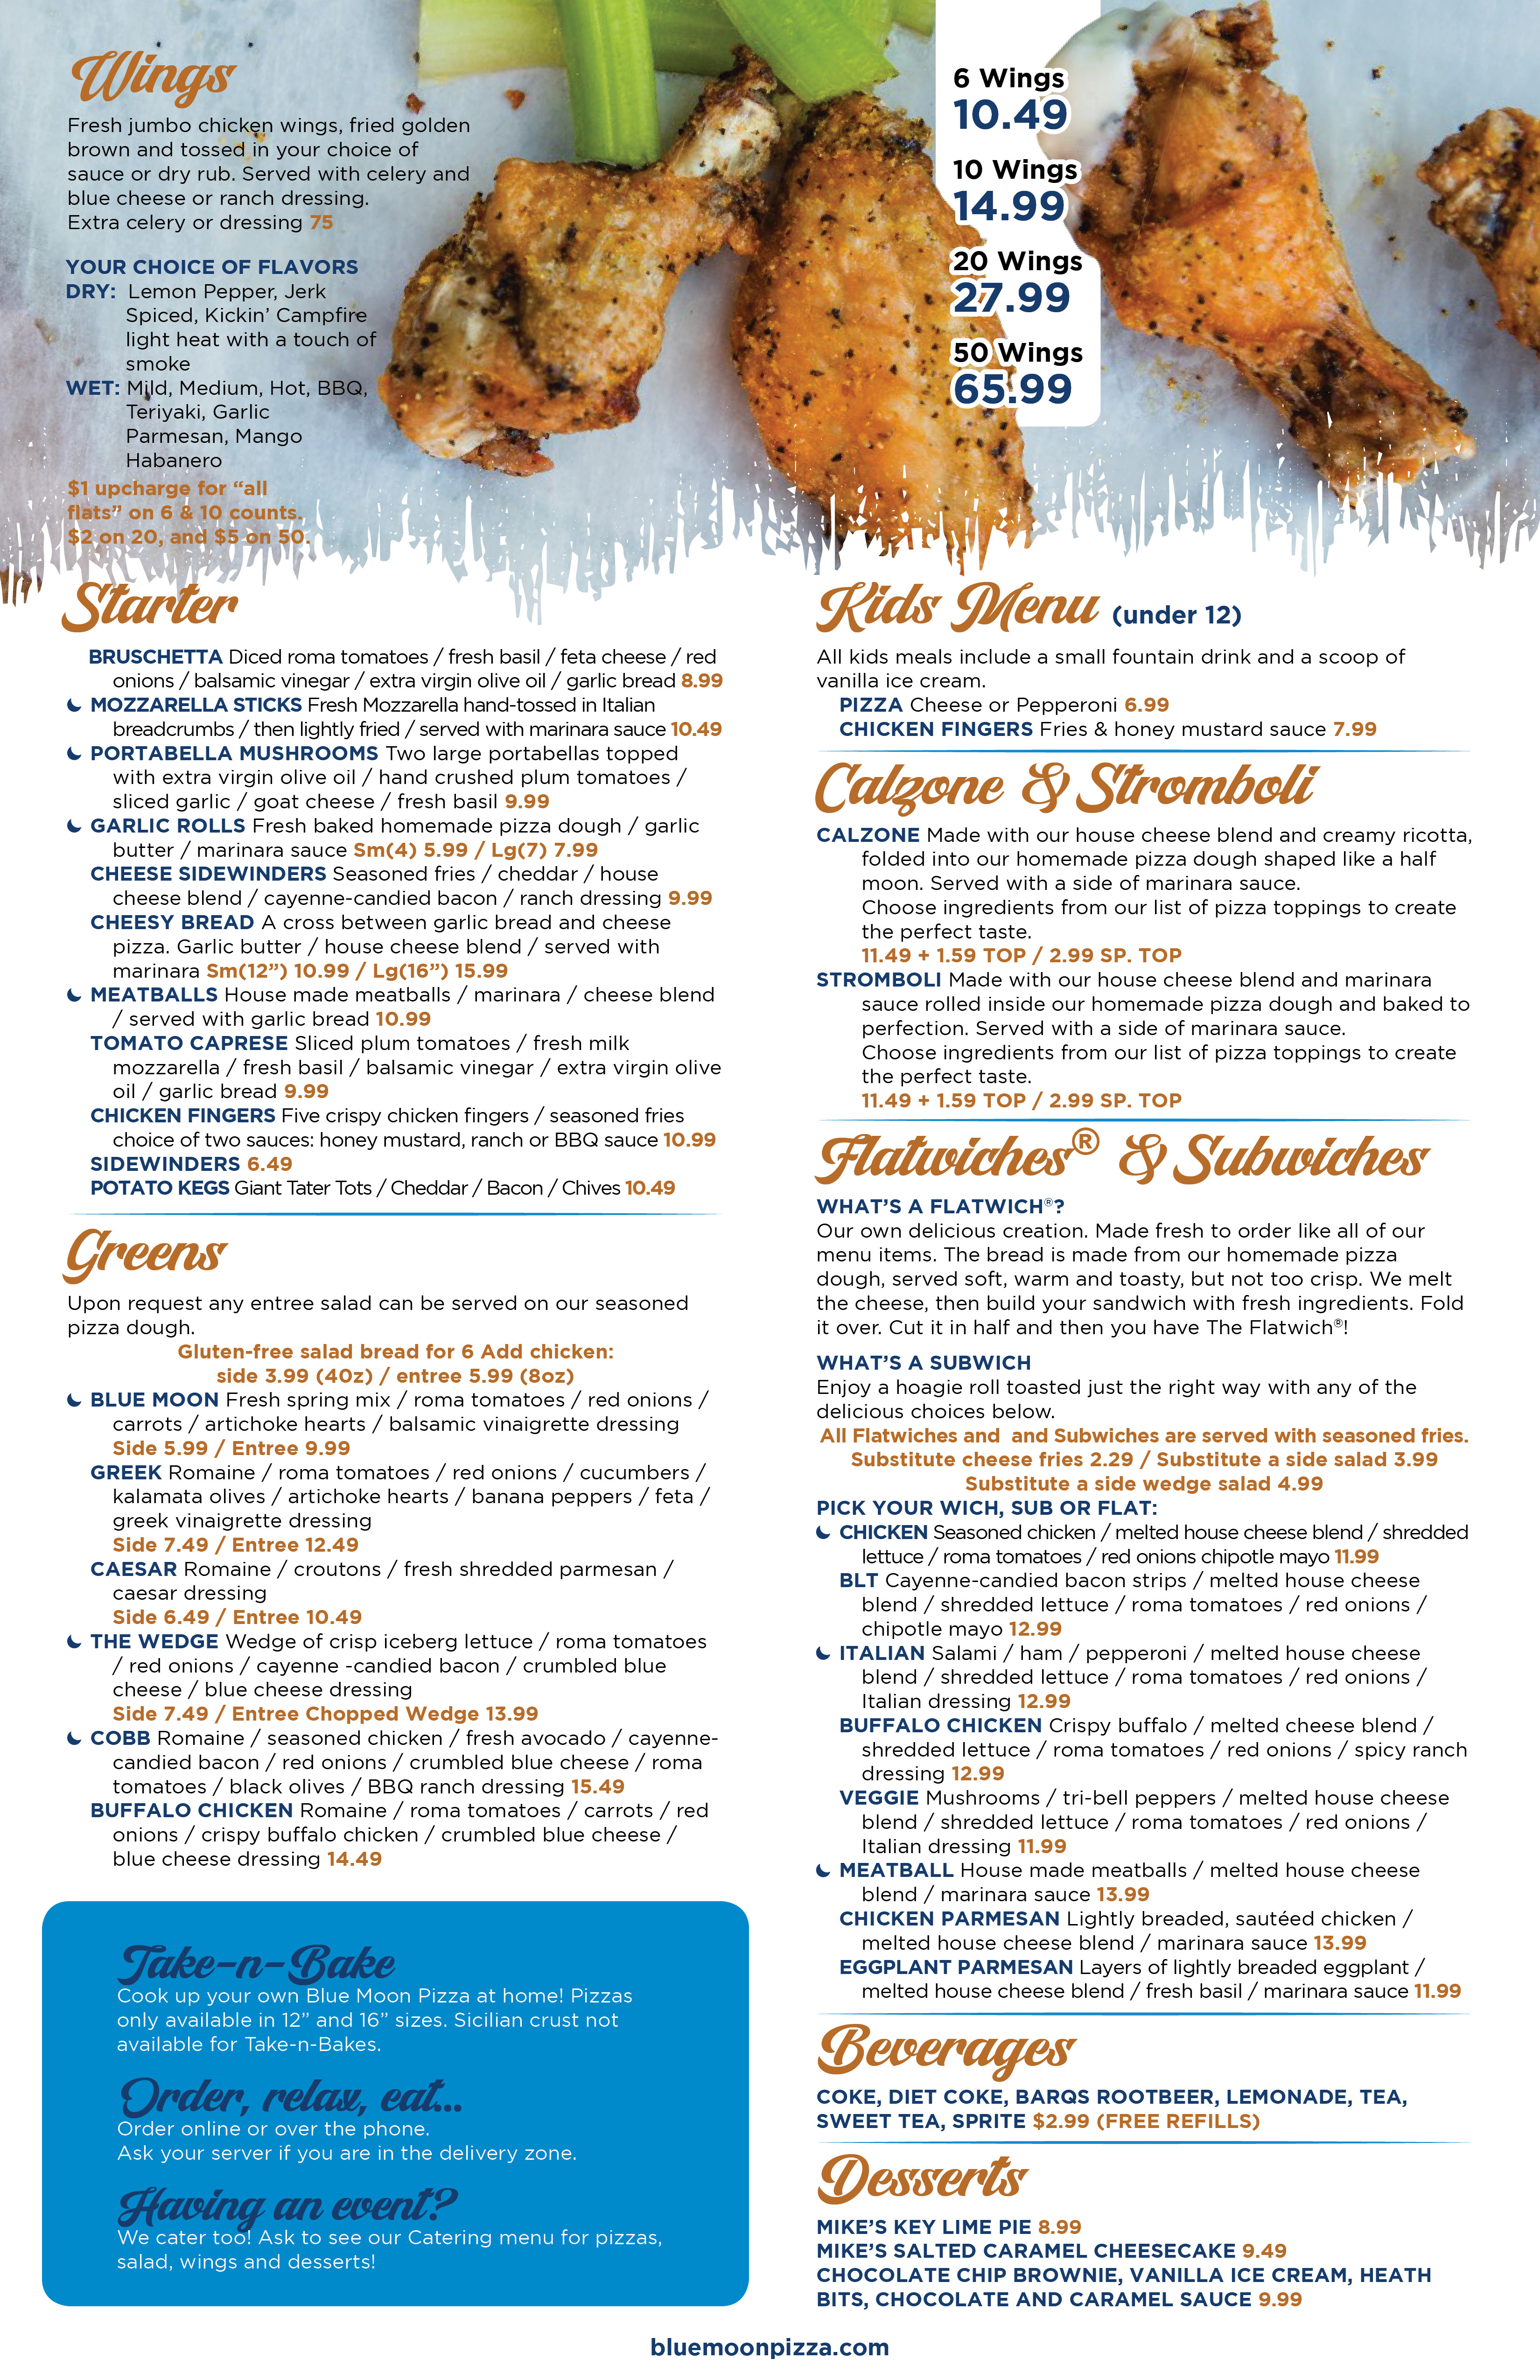 Wings
Fresh jumbo chicken wings, fried golden
brown and tossed in your choice of
sauce or dry rub. Served with celery and
blue cheese or ranch dressing.
Extra celery or dressing 75
YOUR CHOICE OF FLAVORS
DRY: Lemon Pepper, Jerk
Spiced, Kickin’ Campfire
light heat with a touch of
smoke
WET: Mild, Medium, Hot, BBQ,
Teriyaki, Garlic
Parmesan, Mango
Habanero
$1 upcharge for “all
flats” on 6 & 10 counts.
$2 on 20, and $5 on 50.
6 Wings
10.49
10 Wings
14.99
20 Wings
27.99
50 Wings
65.99
Starter
BRUSCHETTA Diced roma tomatoes / fresh basil / feta cheese / red
onions / balsamic vinegar / extra virgin olive oil / garlic bread 8.99
MOZZARELLA STICKS Fresh Mozzarella hand-tossed in Italian
breadcrumbs / then lightly fried / served with marinara sauce 10.49
PORTABELLA MUSHROOMS Two large portabellas topped
with extra virgin olive oil / hand crushed plum tomatoes /
sliced garlic / goat cheese / fresh basil 9.99
GARLIC ROLLS Fresh baked homemade pizza dough / garlic
butter / marinara sauce Sm(4) 5.99 / Lg(7) 7.99
CHEESE SIDEWINDERS Seasoned fries / cheddar / house
cheese blend / cayenne-candied bacon / ranch dressing 9.99
CHEESY BREAD A cross between garlic bread and cheese
pizza. Garlic butter / house cheese blend / served with
marinara Sm(12”) 10.99 / Lg(16”) 15.99
MEATBALLS House made meatballs / marinara / cheese blend
/ served with garlic bread 10.99
TOMATO CAPRESE Sliced plum tomatoes / fresh milk
mozzarella / fresh basil / balsamic vinegar / extra virgin olive
oil / garlic bread 9.99
CHICKEN FINGERS Five crispy chicken fingers / seasoned fries
choice of two sauces: honey mustard, ranch or BBQ sauce 10.99
SIDEWINDERS 6.49
POTATO KEGS Giant Tater Tots / Cheddar / Bacon / Chives 10.49
Greens
Upon request any entree salad can be served on our seasoned
pizza dough.
Gluten-free salad bread for 6 Add chicken:
side 3.99 (40z) / entree 5.99 (8oz)
BLUE MOON Fresh spring mix / roma tomatoes / red onions /
carrots / artichoke hearts / balsamic vinaigrette dressing
Side 5.99 / Entree 9.99
GREEK Romaine / roma tomatoes / red onions / cucumbers /
kalamata olives / artichoke hearts / banana peppers / feta /
greek vinaigrette dressing
Side 7.49 / Entree 12.49
CAESAR Romaine / croutons / fresh shredded parmesan /
caesar dressing
Side 6.49 / Entree 10.49
THE WEDGE Wedge of crisp iceberg lettuce / roma tomatoes
/ red onions / cayenne -candied bacon / crumbled blue
cheese / blue cheese dressing
Side 7.49 / Entree Chopped Wedge 13.99
COBB Romaine / seasoned chicken / fresh avocado / cayenne-
candied bacon / red onions / crumbled blue cheese / roma
tomatoes / black olives / BBQ ranch dressing 15.49
BUFFALO CHICKEN Romaine / roma tomatoes / carrots / red
onions / crispy buffalo chicken / crumbled blue cheese /
blue cheese dressing 14.49
Take-n-Bake
Cook up your own Blue Moon Pizza at home! Pizzas
only available in 12” and 16” sizes. Sicilian crust not
available for Take-n-Bakes.
Order, relax, eat...
Order online or over the phone.
Ask your server if you are in the delivery zone.
Having an event?
We cater too! Ask to see our Catering menu for pizzas,
salad, wings and desserts!
Kids Menu (under 12)
All kids meals include a small fountain drink and a scoop of
vanilla ice cream.
PIZZA Cheese or Pepperoni 6.99
CHICKEN FINGERS Fries & honey mustard sauce 7.99
Calzone & Stromboli
CALZONE Made with our house cheese blend and creamy ricotta,
folded into our homemade pizza dough shaped like a half
moon. Served with a side of marinara sauce.
Choose ingredients from our list of pizza toppings to create
the perfect taste.
11.49 + 1.59 TOP / 2.99 SP. TOP
STROMBOLI Made with our house cheese blend and marinara
sauce rolled inside our homemade pizza dough and baked to
perfection. Served with a side of marinara sauce.
Choose ingredients from our list of pizza toppings to create
the perfect taste.
11.49 + 1.59 TOP / 2.99 SP. TOP
Flatwiches® & Subwiches
WHAT’S A FLATWICH®?
Our own delicious creation. Made fresh to order like all of our
menu items. The bread is made from our homemade pizza
dough, served soft, warm and toasty, but not too crisp. We melt
the cheese, then build your sandwich with fresh ingredients. Fold
it over. Cut it in half and then you have The Flatwich®!
WHAT’S A SUBWICH
Enjoy a hoagie roll toasted just the right way with any of the
delicious choices below.
All Flatwiches and and Subwiches are served with seasoned fries.
Substitute cheese fries 2.29 / Substitute a side salad 3.99
Substitute a side wedge salad 4.99
PICK YOUR WICH, SUB OR FLAT:
CHICKEN Seasoned chicken / melted house cheese blend / shredded
lettuce / roma tomatoes / red onions chipotle mayo 11.99
BLT Cayenne-candied bacon strips / melted house cheese
blend / shredded lettuce / roma tomatoes / red onions /
chipotle mayo 12.99
ITALIAN Salami / ham / pepperoni / melted house cheese
blend / shredded lettuce / roma tomatoes / red onions /
Italian dressing 12.99
BUFFALO CHICKEN Crispy buffalo / melted cheese blend /
shredded lettuce / roma tomatoes / red onions / spicy ranch
dressing 12.99
VEGGIE Mushrooms / tri-bell peppers / melted house cheese
blend / shredded lettuce / roma tomatoes / red onions /
Italian dressing 11.99
MEATBALL House made meatballs / melted house cheese
blend / marinara sauce 13.99
CHICKEN PARMESAN Lightly breaded, sautéed chicken /
melted house cheese blend / marinara sauce 13.99
EGGPLANT PARMESAN Layers of lightly breaded eggplant /
melted house cheese blend / fresh basil / marinara sauce 11.99
Beverages
COKE, DIET COKE, BARQS ROOTBEER, LEMONADE, TEA,
SWEET TEA, SPRITE $2.99 (FREE REFILLS)
Desserts
MIKE’S KEY LIME PIE 8.99
MIKE’S SALTED CARAMEL CHEESECAKE 9.49
CHOCOLATE CHIP BROWNIE, VANILLA ICE CREAM, HEATH
BITS, CHOCOLATE AND CARAMEL SAUCE 9.99
bluemoonpizza.com